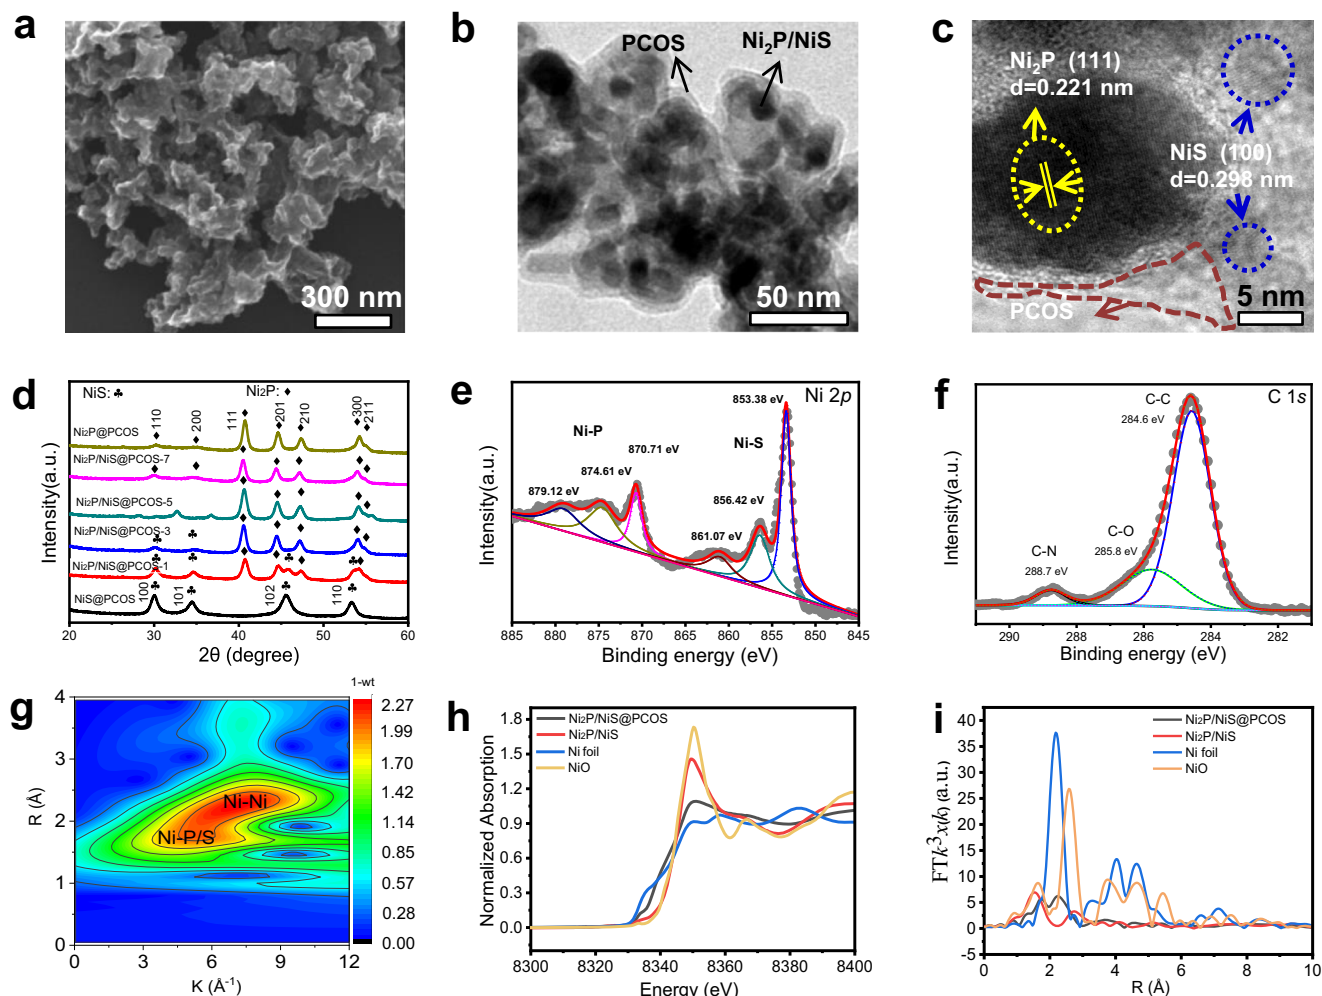 a
300 nm
b
PCOS
Ni₂P/NiS
50 nm
c
Ni₂P (111)
d=0.221 nm
NiS (100)
d=0.298 nm
PCOS
5 nm
d
NiS: ♣
Ni₂P: ♦
110
200
111
201
210
300
211
Ni₂P@PCOS
Ni₂P/NiS@PCOS-7
Ni₂P/NiS@PCOS-5
Ni₂P/NiS@PCOS-3
Ni₂P/NiS@PCOS-1
NiS@PCOS
100
101
102
110
20 30 40 50 60
2θ (degree)
Intensity(a.u.)
e
Ni 2p
853.38 eV
Ni-P
870.71 eV
Ni-S
874.61 eV
879.12 eV
856.42 eV
861.07 eV
885 875 865 855 845
Binding energy (eV)
Intensity(a.u.)
f
C 1s
C-C
284.6 eV
C-O
285.8 eV
C-N
288.7 eV
290 288 286 284 282
Binding energy (eV)
Intensity(a.u.)
g
1-wt
4
3
2
1
0
R (Å)
Ni-Ni
Ni-P/S
0 3 6 9 12
K (Å⁻¹)
2.27
1.99
1.70
1.42
1.14
0.85
0.57
0.28
0.00
h
Ni₂P/NiS@PCOS
Ni₂P/NiS
Ni foil
NiO
1.8
1.5
1.2
0.9
0.6
0.3
0.0
Normalized Absorption
8300 8320 8340 8360 8380 8400
Energy (eV)
i
Ni₂P/NiS@PCOS
Ni₂P/NiS
Ni foil
NiO
40
35
30
25
20
15
10
5
0
-5
FTk³x(k) (a.u.)
0 2 4 6 8 10
R (Å)